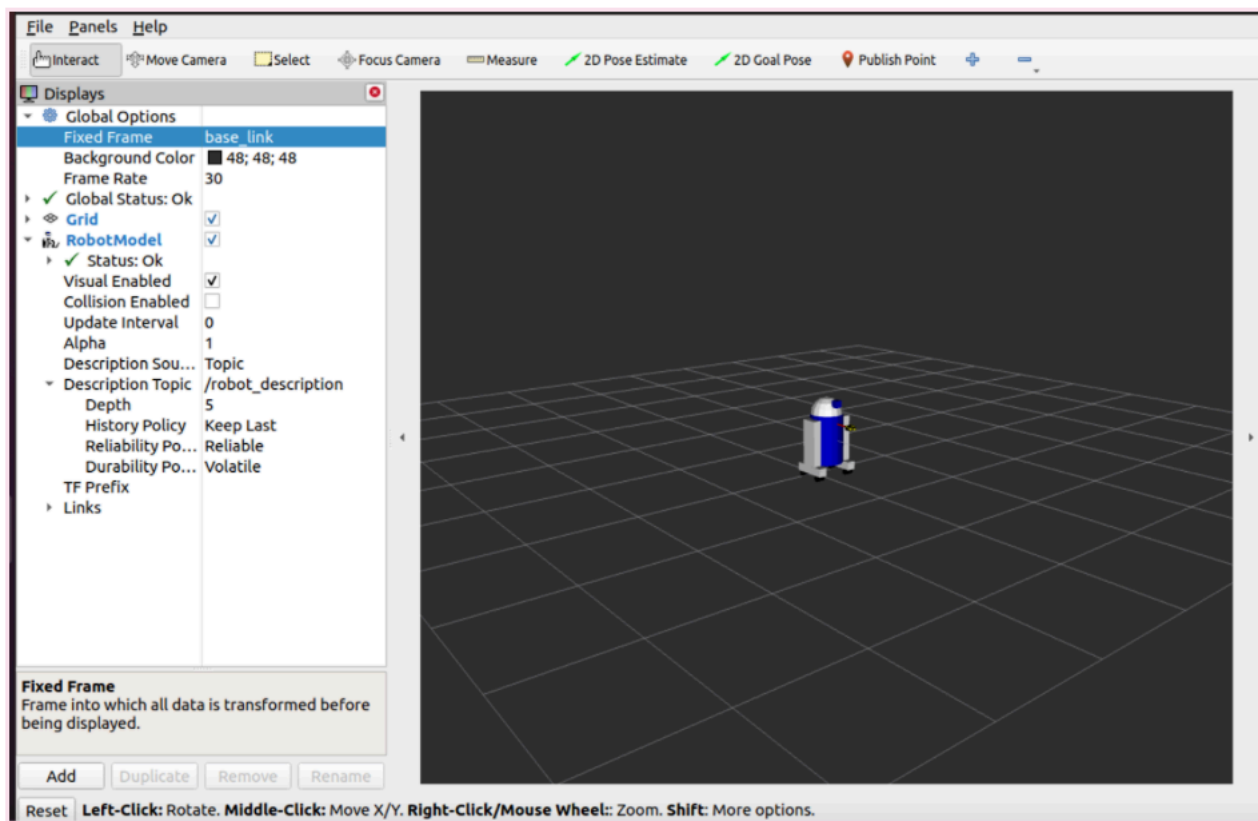 File Panels Help
Interact Move Camera Select Focus Camera Measure 2D Pose Estimate 2D Goal Pose Publish Point
Displays
Global Options
Fixed Frame base_link
Background Color 48; 48; 48
Frame Rate 30
Global Status: Ok
Grid
RobotModel
Status: Ok
Visual Enabled
Collision Enabled
Update Interval 0
Alpha 1
Description Sou... Topic
Description Topic /robot_description
Depth 5
History Policy Keep Last
Reliability Po... Reliable
Durability Po... Volatile
TF Prefix
Links
Fixed Frame
Frame into which all data is transformed before
being displayed.
Add Duplicate Remove Rename
Reset Left-Click: Rotate. Middle-Click: Move X/Y. Right-Click/Mouse Wheel:: Zoom. Shift: More options.